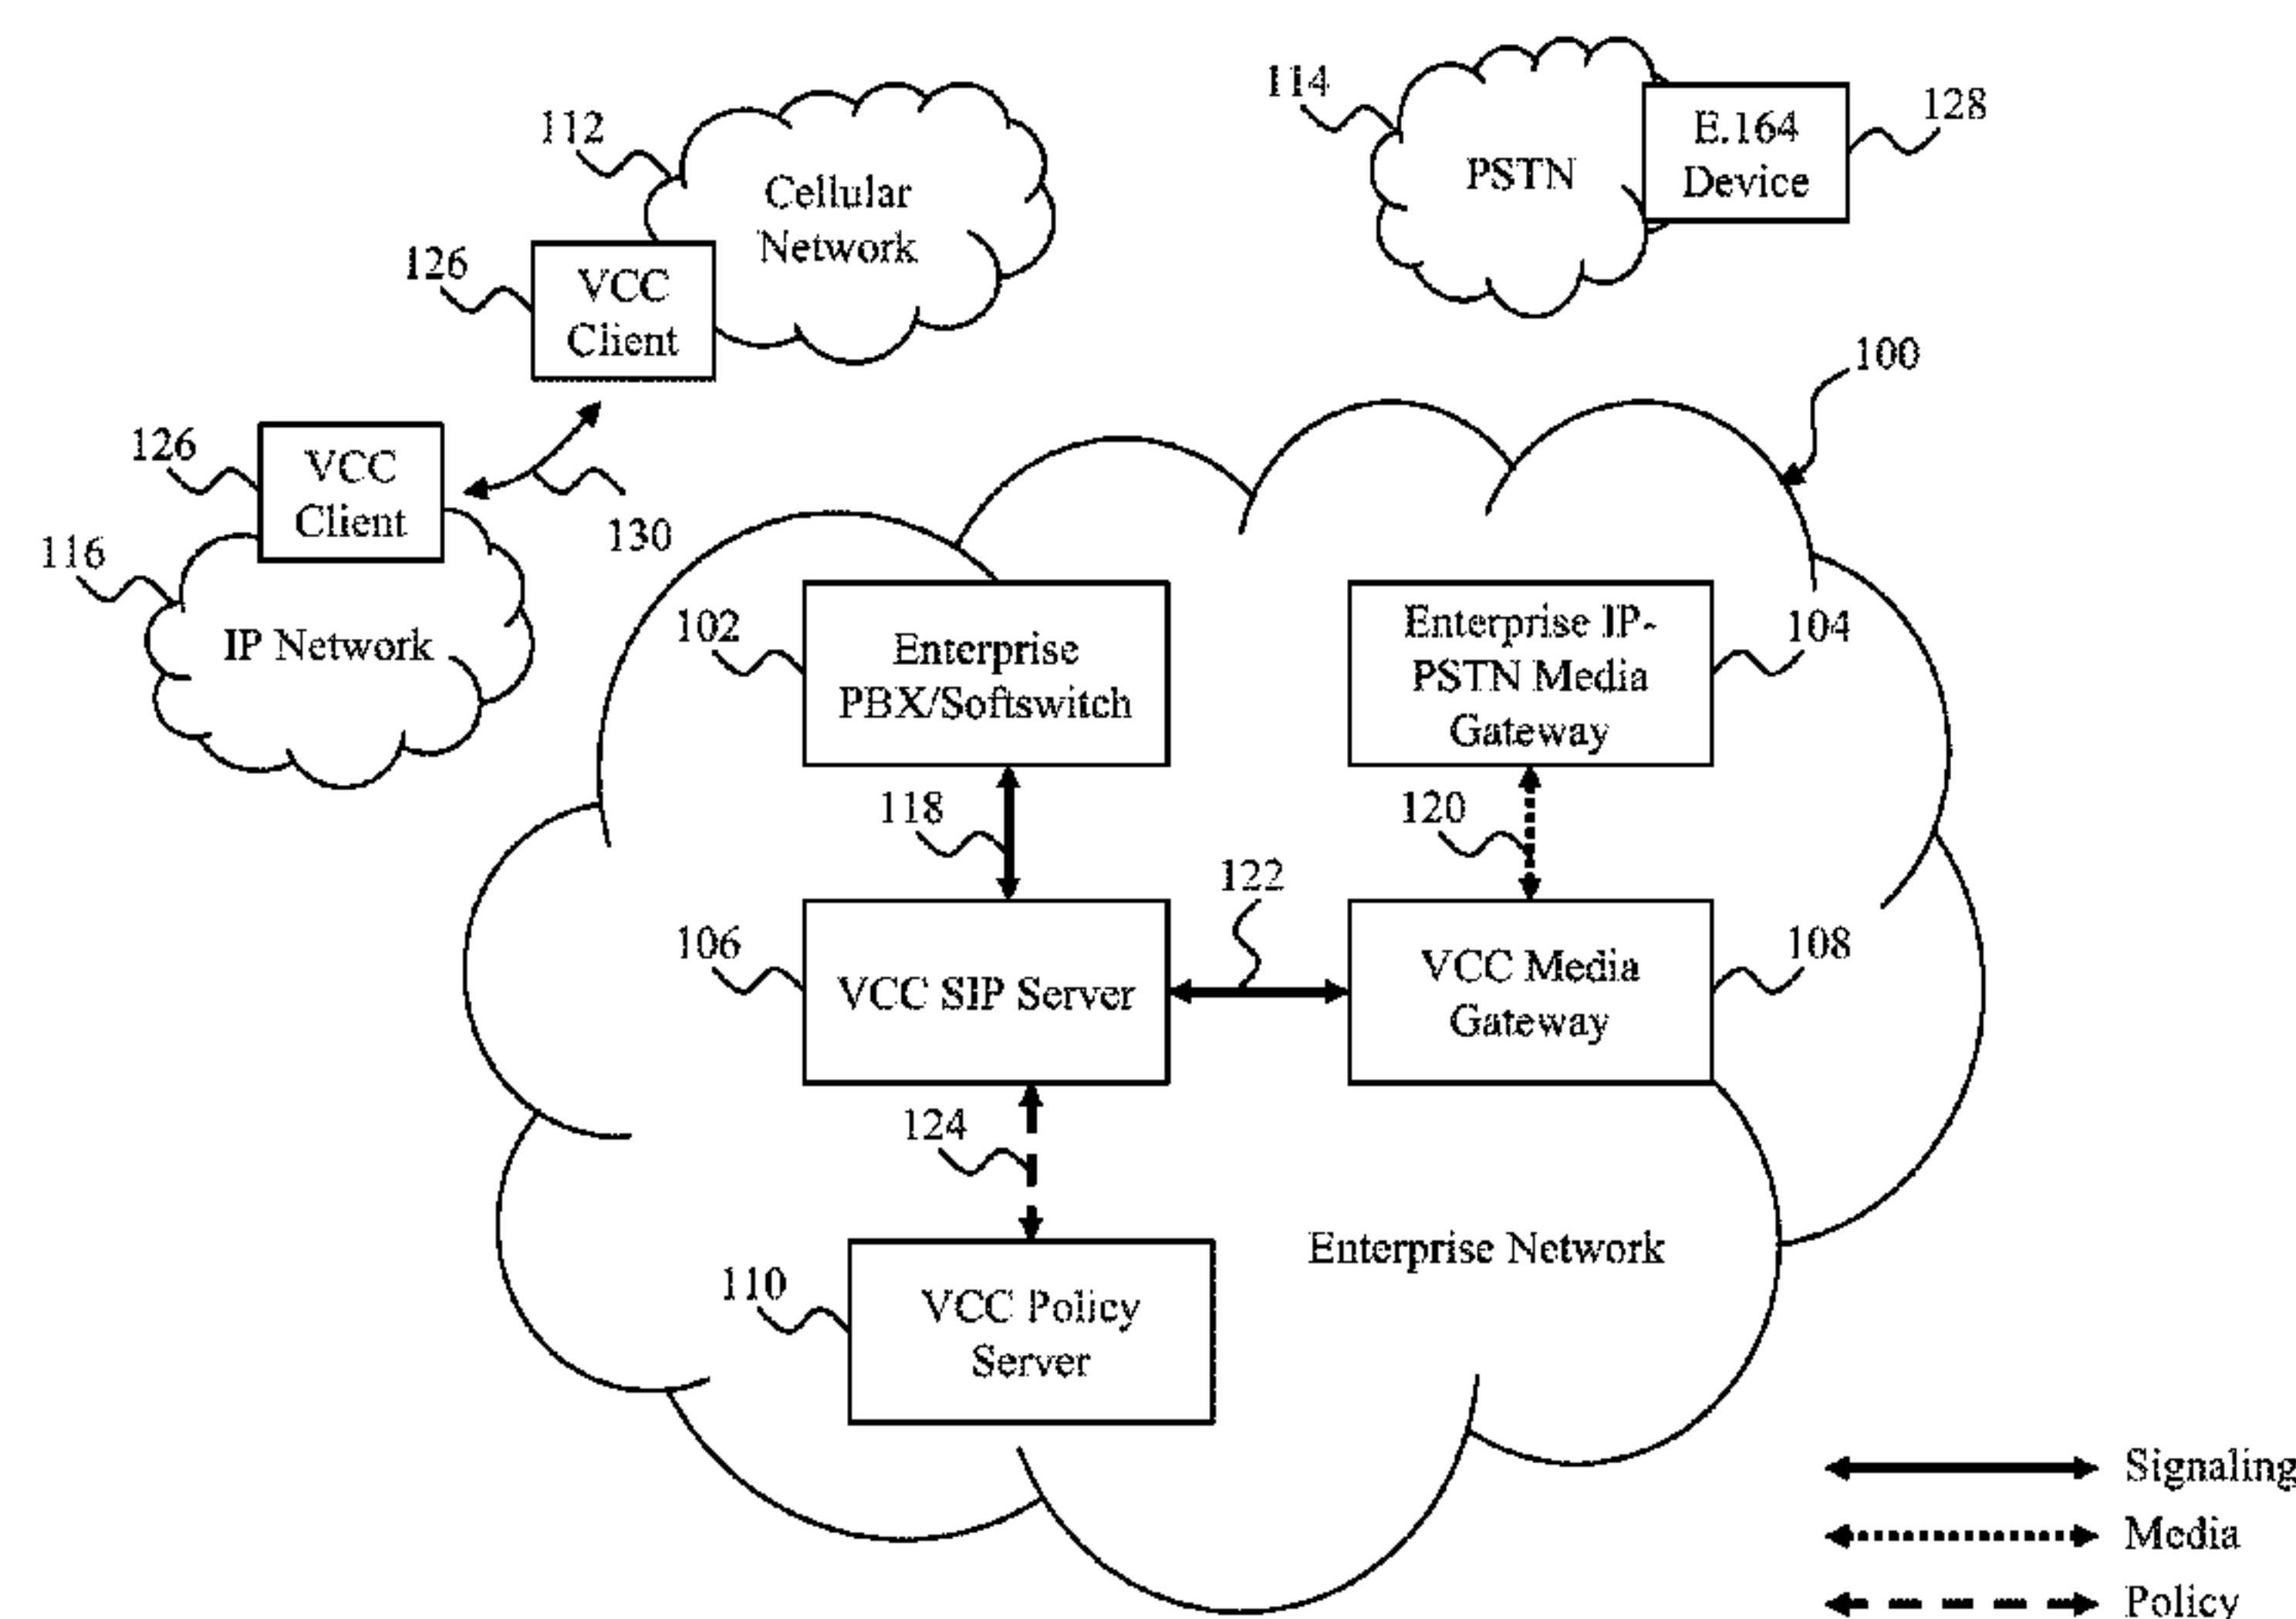 114
E.164
Device
128
PSTN
112
Cellular
Network
126
VCC
Client
100
126
VCC
Client
130
116
IP Network
102
Enterprise
PBX/Softswitch
Enterprise IP-
PSTN Media
Gateway
104
118
120
122
106
VCC SIP Server
VCC Media
Gateway
108
124
110
VCC Policy
Server
Enterprise Network
Signaling
Media
Policy